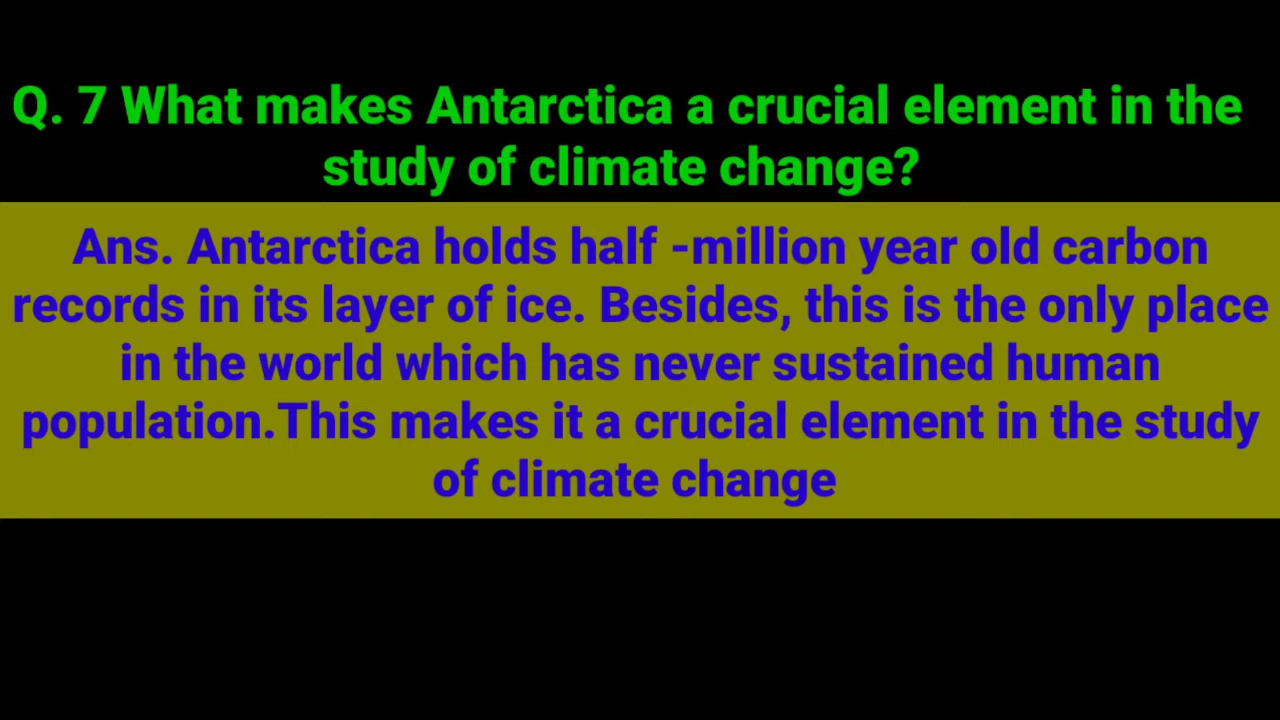 Q. 7 What makes Antarctica a crucial element in the
study of climate change?
Ans. Antarctica holds half -million year old carbon
records in its layer of ice. Besides, this is the only place
in the world which has never sustained human
population.This makes it a crucial element in the study
of climate change